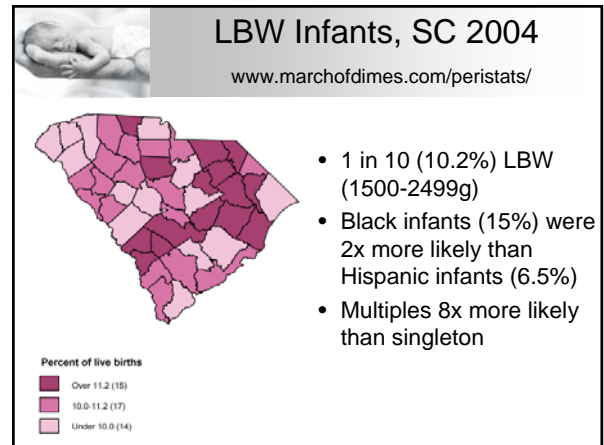 LBW Infants, SC 2004
www.marchofdimes.com/peristats/
• 1 in 10 (10.2%) LBW
(1500-2499g)
• Black infants (15%) were
2x more likely than
Hispanic infants (6.5%)
• Multiples 8x more likely
than singleton
Percent of live births
Over 11.2 (15)
10.0-11.2 (17)
Under 10.0 (14)